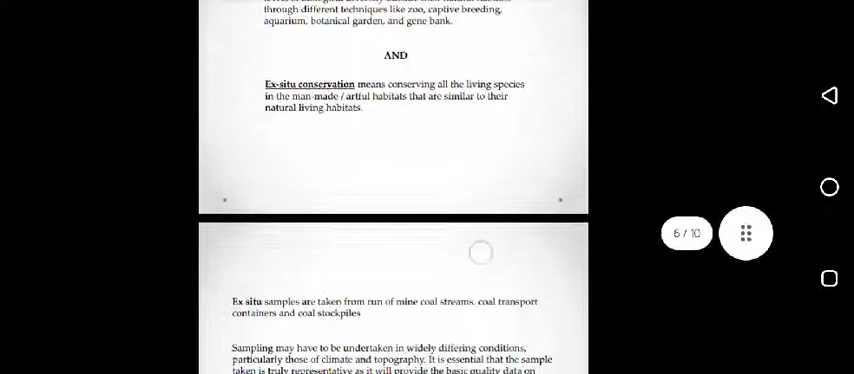 through different techniques like zoo, captive breeding,
aquarium, botanical garden, and gene bank.
AND
Ex-situ conservation means conserving all the living species
in the man-made / artful habitats that are similar to their
natural living habitats.
6 / 10
Ex situ samples are taken from run of mine coal streams, coal transport
containers and coal stockpiles
Sampling may have to be undertaken in widely differing conditions,
particularly those of climate and topography. It is essential that the sample
taken is truly representative as it will provide the basic quality data on